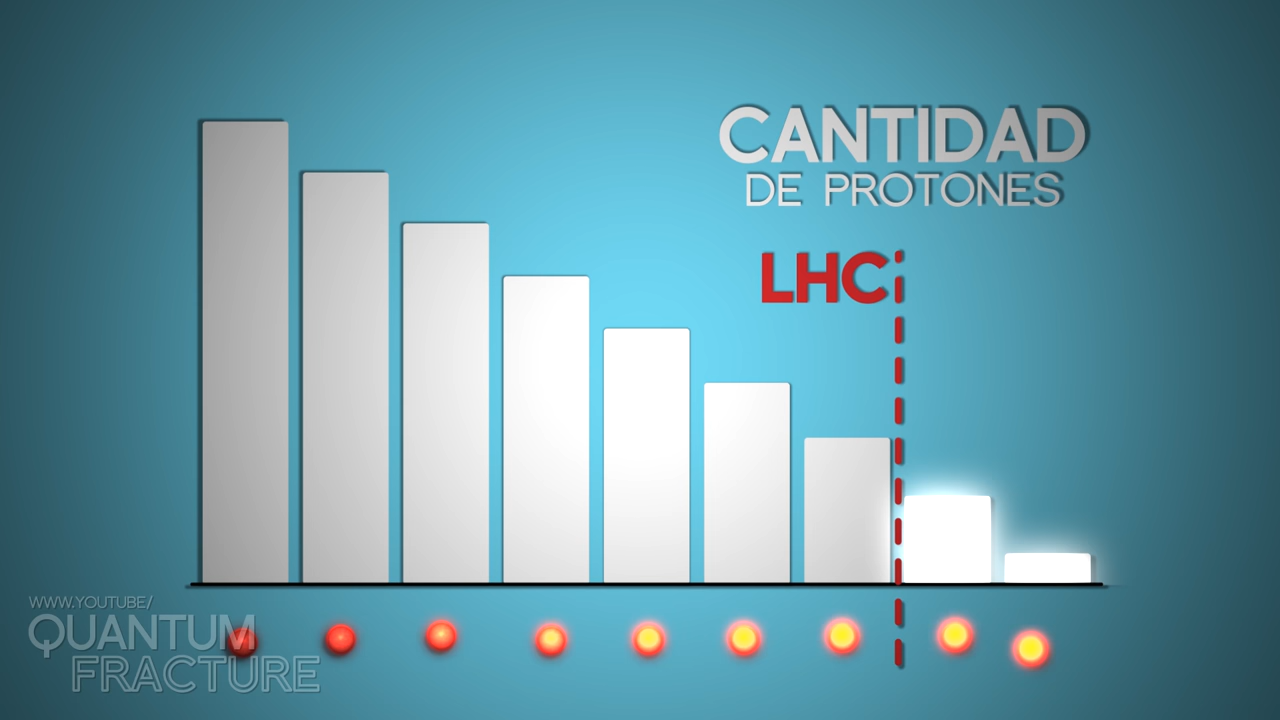 CANTIDAD
DE PROTONES
LHC
WWW.YOUTUBE/
QUANTUM
FRACTURE